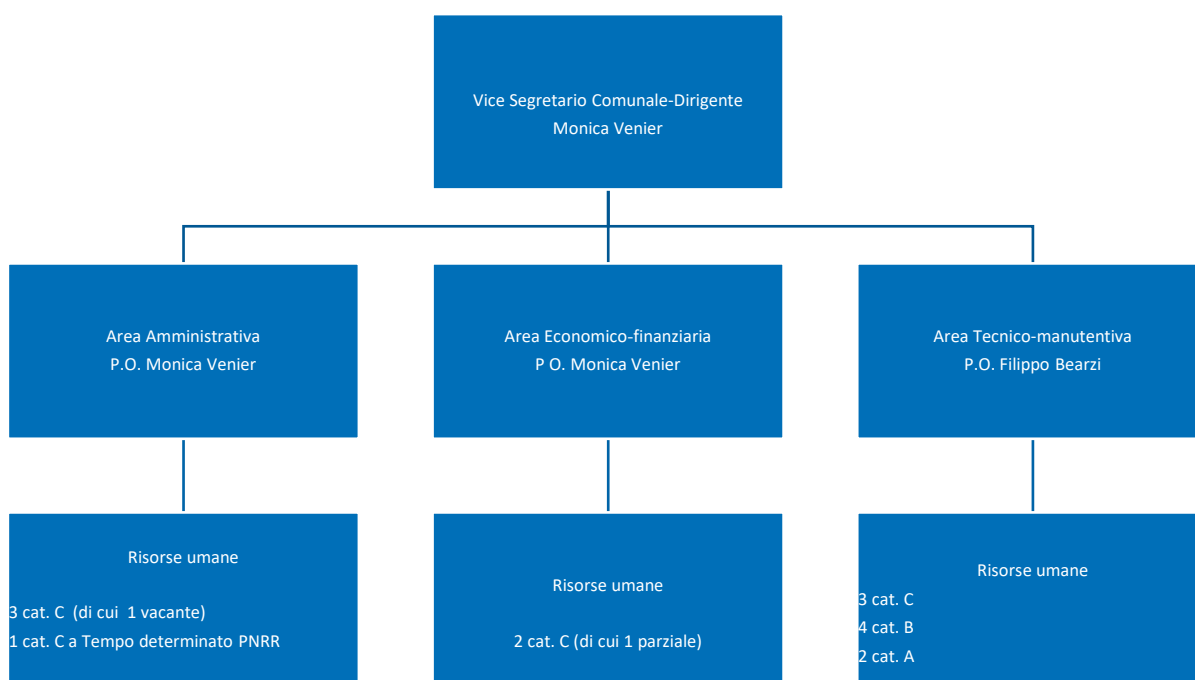 Vice Segretario Comunale-Dirigente
Monica Venier
Area Amministrativa
P.O. Monica Venier
Area Economico-finanziaria
P O. Monica Venier
Area Tecnico-manutentiva
P.O. Filippo Bearzi
Risorse umane
3 cat. C (di cui 1 vacante)
1 cat. C a Tempo determinato PNRR
Risorse umane
2 cat. C (di cui 1 parziale)
Risorse umane
3 cat. C
4 cat. B
2 cat. A